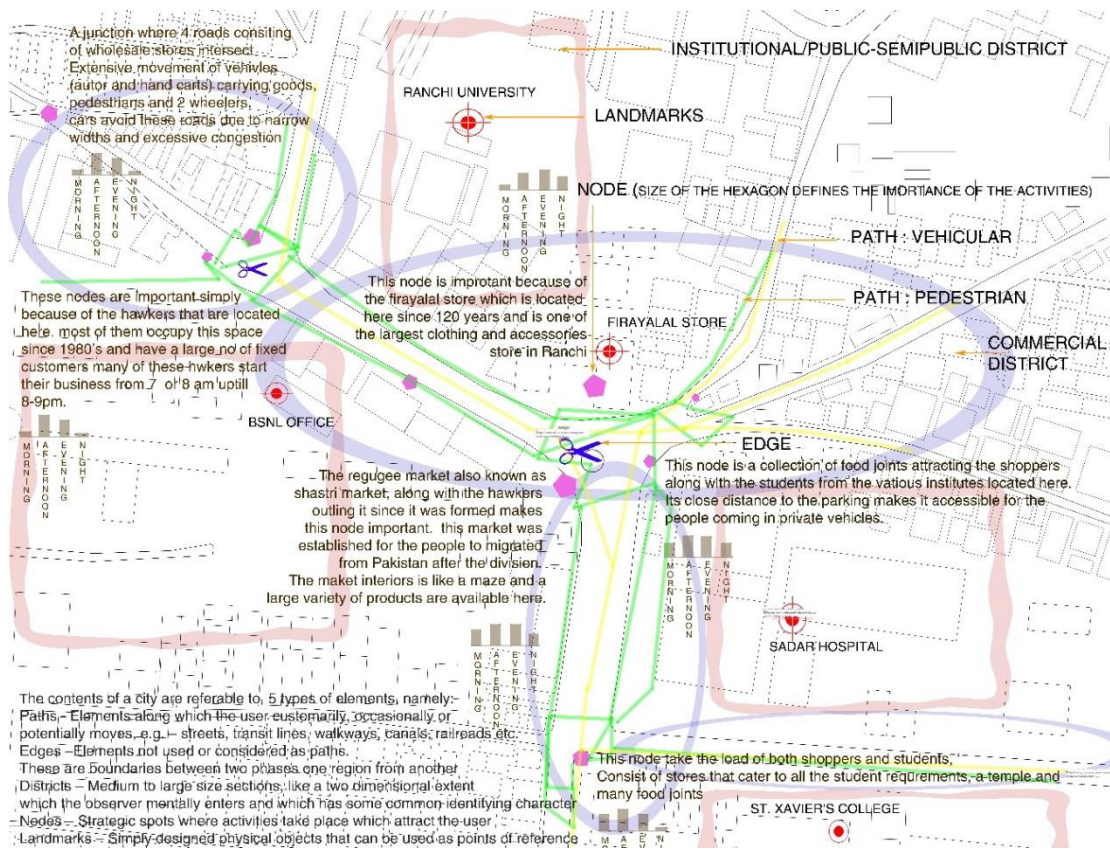 A junction where 4 roads consiting
of wholesale stores intersect
Extensive movement of vehivles
(autor and hand carts) carrying goods,
pedestrians and 2 wheelers,
cars avoid these roads due to narrow
widths and excessive congestion
MORNING
AFTERNOON
EVENING
NIGHT
RANCHI UNIVERSITY
INSTITUTIONAL/PUBLIC-SEMIPUBLIC DISTRICT
LANDMARKS
MORNING
AFTERNOON
EVENING
NIGHT
NODE (SIZE OF THE HEXAGON DEFINES THE IMORTANCE OF THE ACTIVITIES)
PATH : VEHICULAR
PATH : PEDESTRIAN
This node is improtant because of
the firayalal store which is located
here since 120 years and is one of
the largest clothing and accessories
store in Ranchi
FIRAYALAL STORE
COMMERCIAL
DISTRICT
These nodes are important simply
because of the hawkers that are located
here. most of them occupy this space
since 1980's and have a large no of fixed
customers many of these hwkers start
their business from 7 of 8 am uptill
8-9pm.
BSNL OFFICE
MORNING
AFTERNOON
EVENING
NIGHT
EDGE
The regugee market also known as
shastri market, along with the hawkers
outling it since it was formed makes
this node important. this market was
established for the people to migrated
from Pakistan after the division.
The maket interiors is like a maze and a
large variety of products are available here.
This node is a collection of food joints attracting the shoppers
along with the students from the vatious institutes located here.
Its close distance to the parking makes it accessible for the
people coming in private vehicles.
MORNING
AFTERNOON
EVENING
NIGHT
SADAR HOSPITAL
MORNING
AFTERNOON
EVENING
NIGHT
The contents of a city are referable to 5 types of elements, namely:-
Paths – Elements along which the user customarily, occasionally or
potentially moves, e.g. – streets, transit lines, walkways, canals, railroads etc.
Edges – Elements not used or considered as paths.
These are boundaries between two phases one region from another
Districts – Medium to large size sections, like a two dimensional extent
which the observer mentally enters and which has some common identifying character
Nodes – Strategic spots where activities take place which attract the user
Landmarks – Simply designed physical objects that can be used as points of reference
This node take the load of both shoppers and students,
Consist of stores that cater to all the student requirements, a temple and
many food joints
ST. XAVIER'S COLLEGE